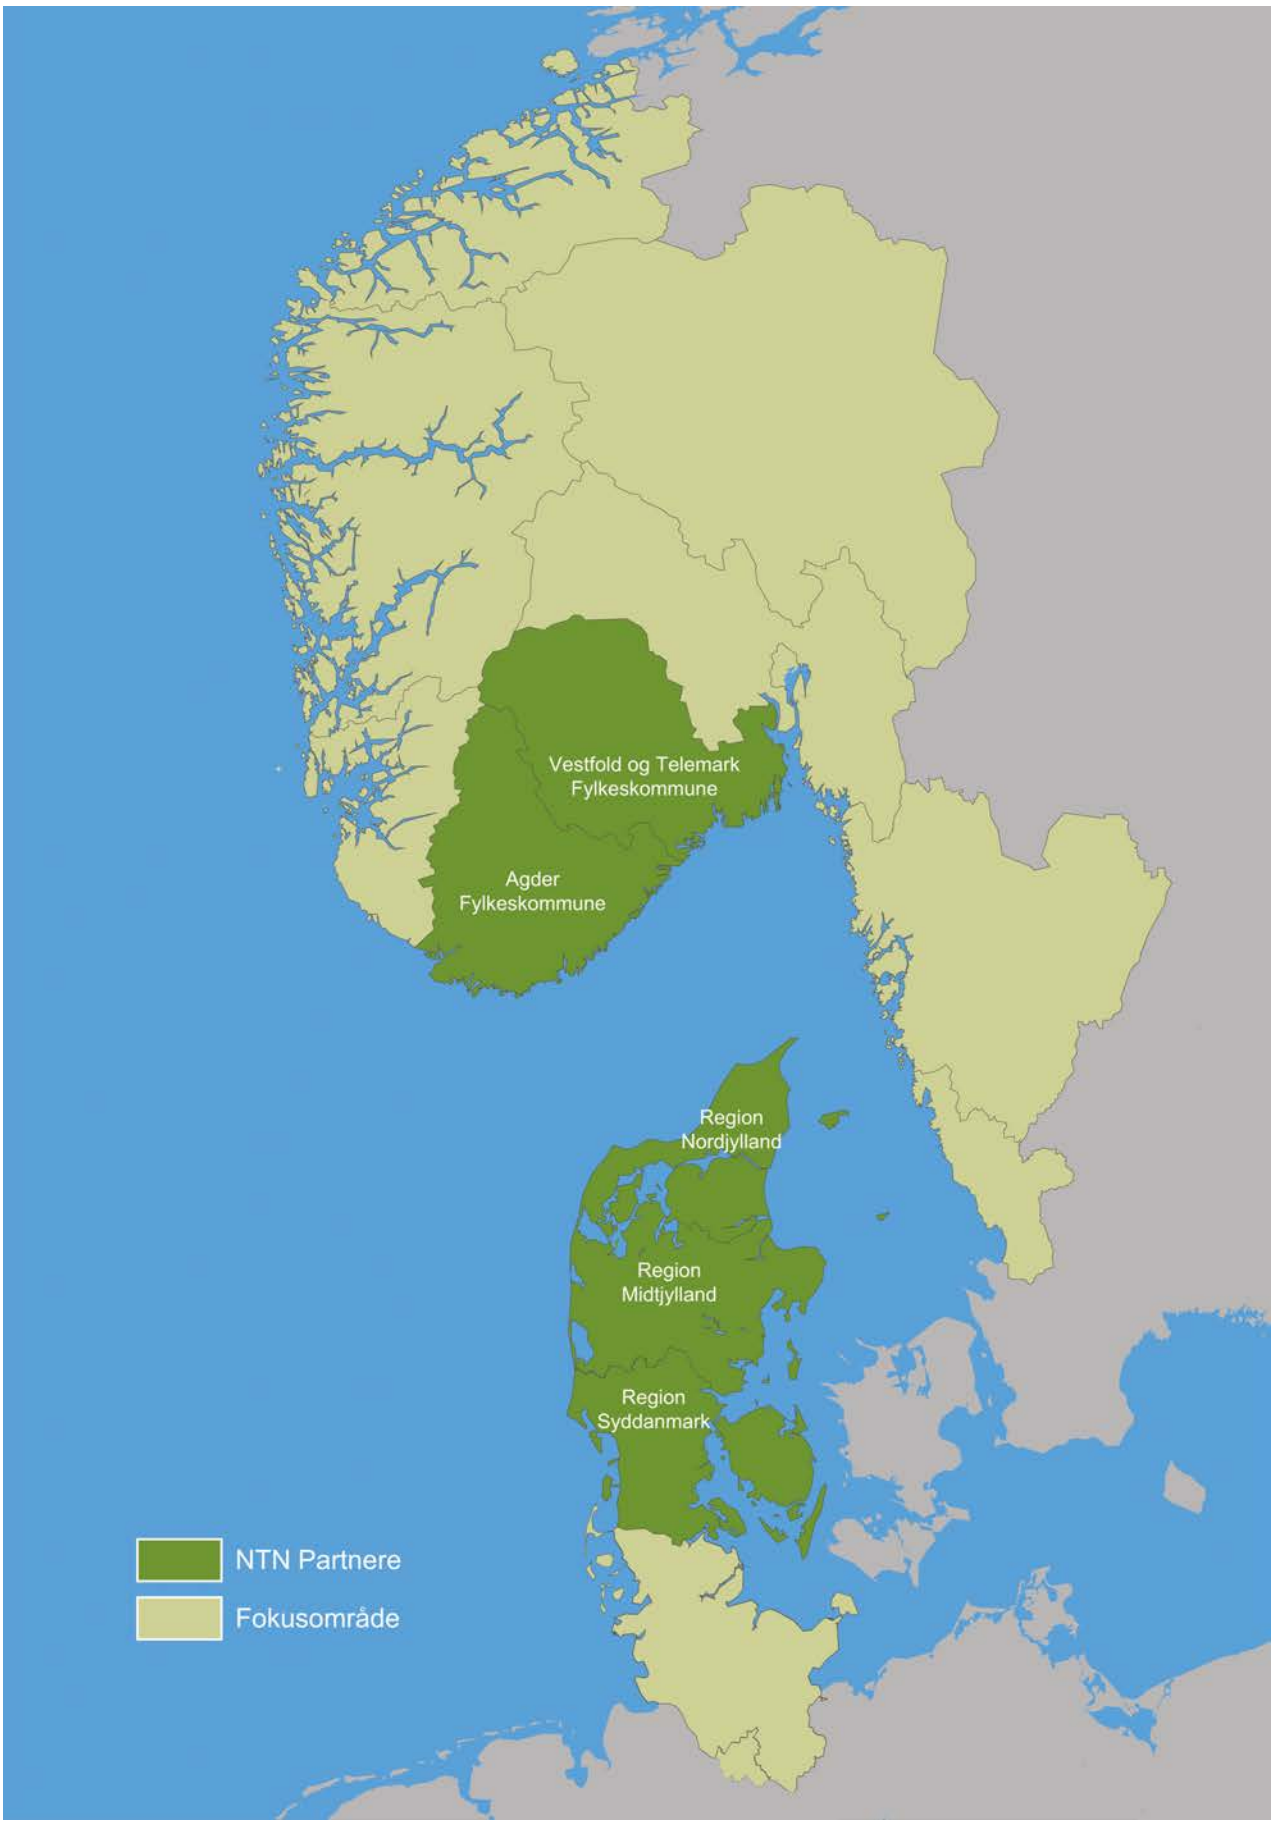 Vestfold og Telemark
Fylkeskommune
Agder
Fylkeskommune
Region
Nordjylland
Region
Midtjylland
Region
Syddanmark
NTN Partnere
Fokusområde